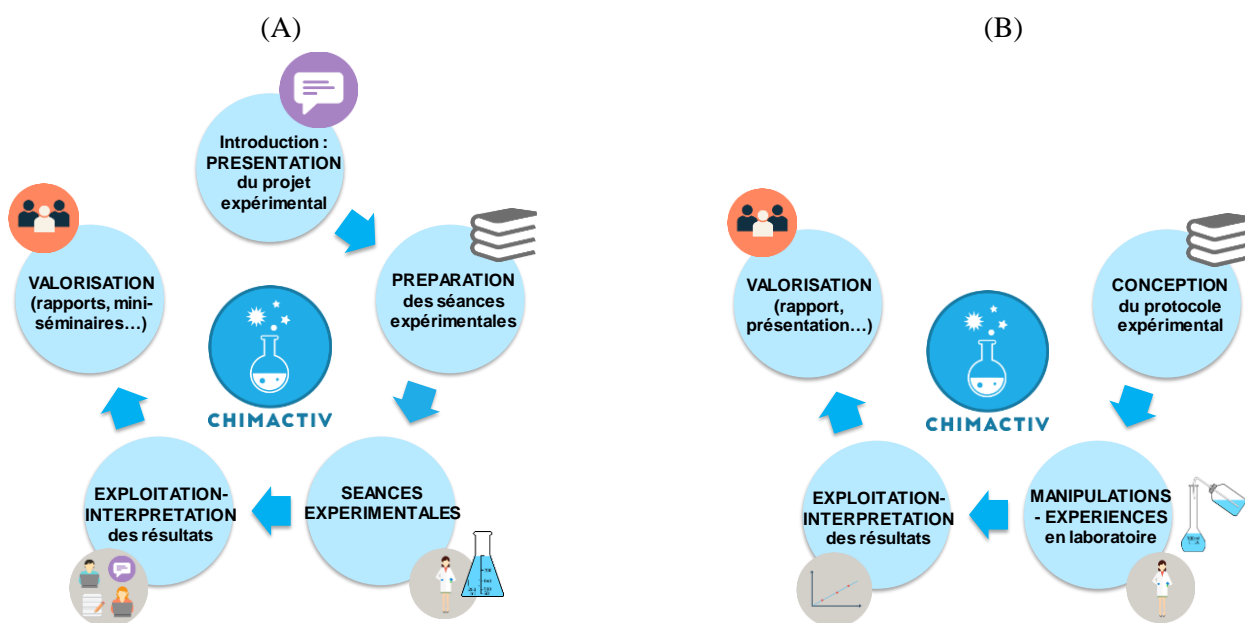 (A)
Introduction :
PRESENTATION
du projet
expérimental
PREPARATION
des séances
expérimentales
SEANCES
EXPERIMENTALES
EXPLOITATION-
INTERPRETATION
des résultats
VALORISATION
(rapports, mini-
séminaires…)
CHIMACTIV
(B)
CONCEPTION
du protocole
expérimental
MANIPULATIONS
- EXPERIENCES
en laboratoire
EXPLOITATION-
INTERPRETATION
des résultats
VALORISATION
(rapport,
présentation…)
CHIMACTIV